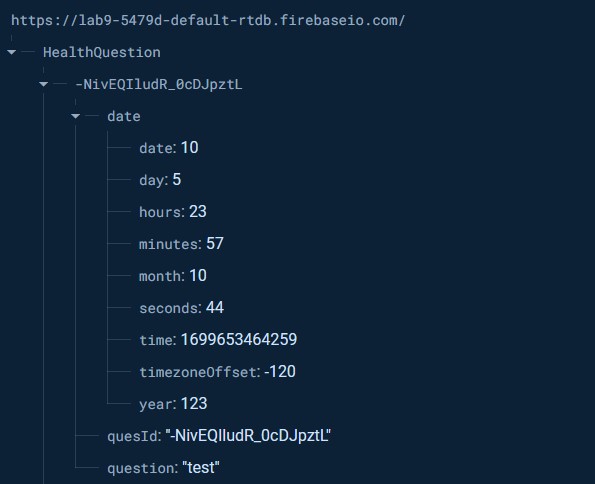 https://lab9-5479d-default-rtdb.firebaseio.com/
HealthQuestion
-NivEQIludR_0cDJpztL
date
date: 10
day: 5
hours: 23
minutes: 57
month: 10
seconds: 44
time: 1699653464259
timezoneOffset: -120
year: 123
quesId: "-NivEQIludR_0cDJpztL"
question: "test"